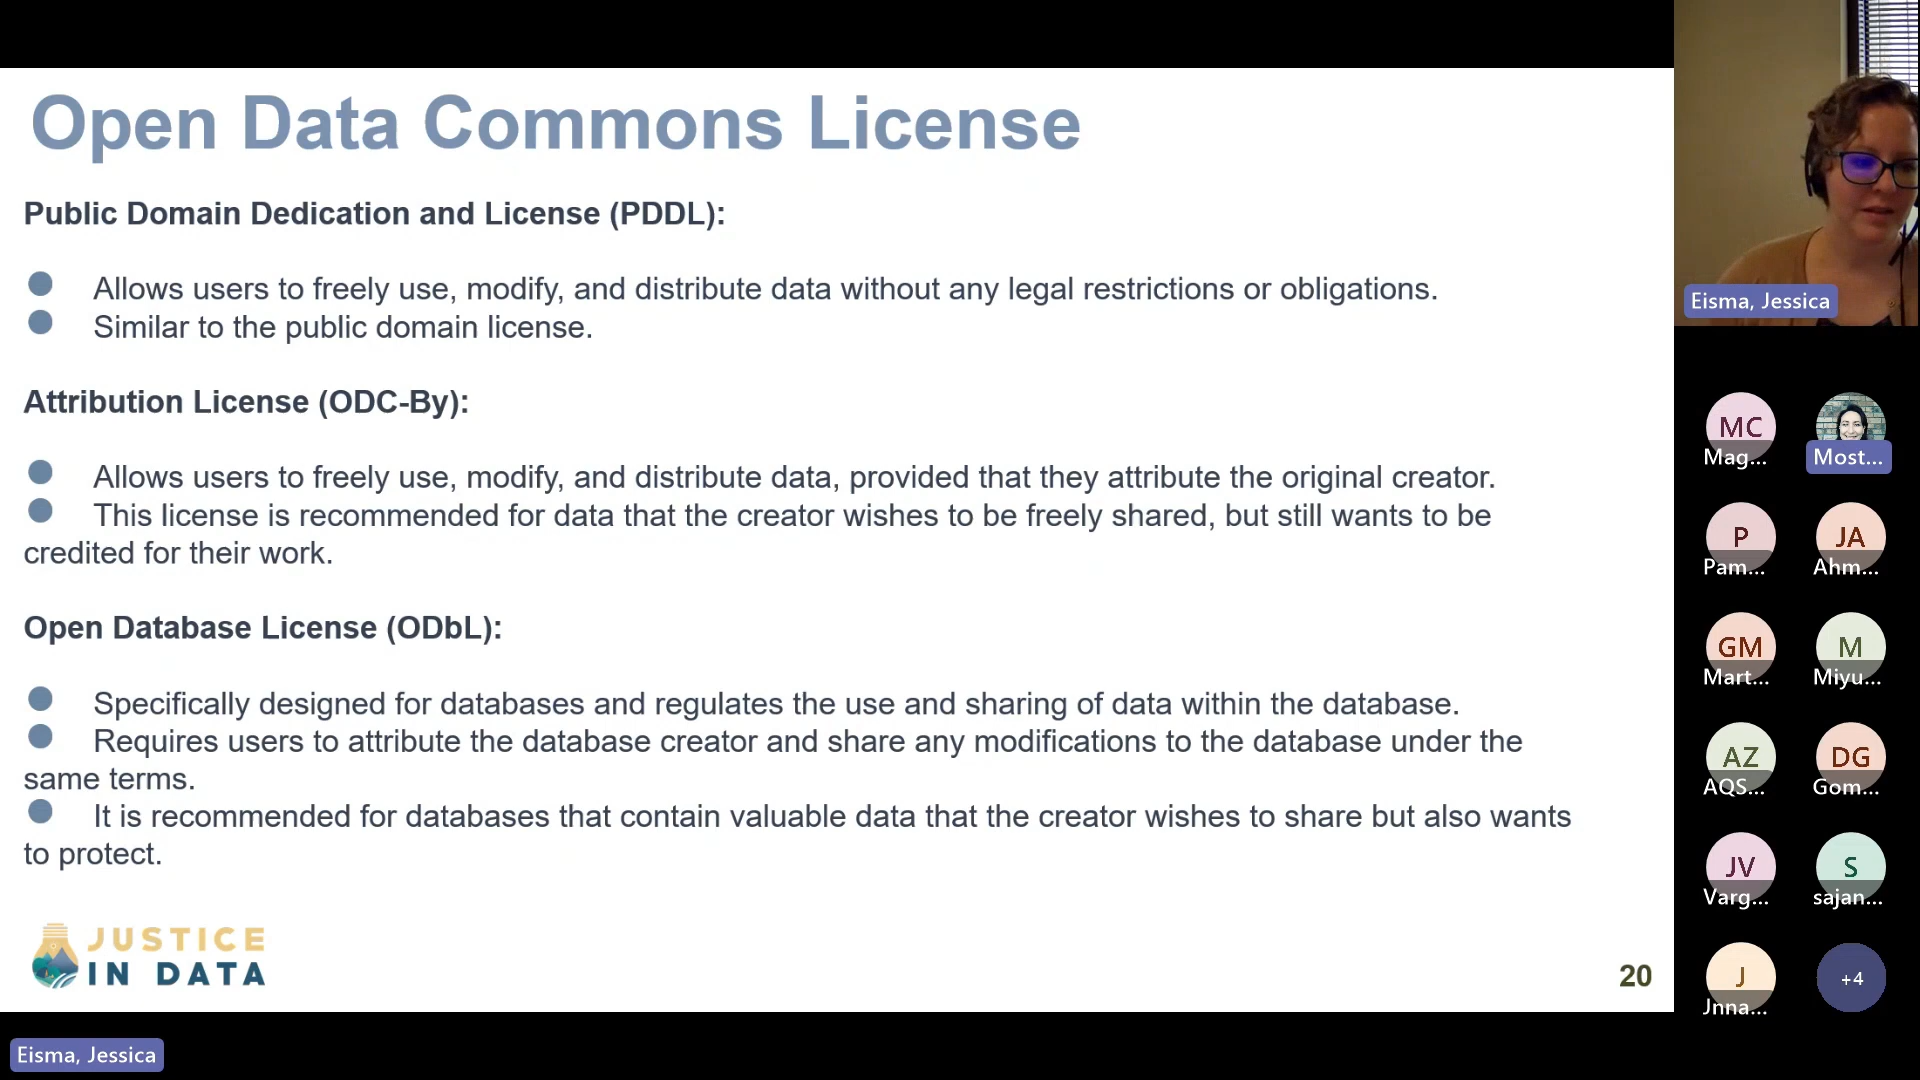 Open Data Commons License
Public Domain Dedication and License (PDDL):
Allows users to freely use, modify, and distribute data without any legal restrictions or obligations.
Similar to the public domain license.
Attribution License (ODC-By):
Allows users to freely use, modify, and distribute data, provided that they attribute the original creator.
This license is recommended for data that the creator wishes to be freely shared, but still wants to be
credited for their work.
Open Database License (ODbL):
Specifically designed for databases and regulates the use and sharing of data within the database.
Requires users to attribute the database creator and share any modifications to the database under the
same terms.
It is recommended for databases that contain valuable data that the creator wishes to share but also wants
to protect.
JUSTICE
IN DATA
20
Eisma, Jessica
Eisma, Jessica
MC
Mag...
Most...
P
Pam...
JA
Ahm...
GM
Mart...
M
Miyu...
AZ
AQS...
DG
Gom...
JV
Varg...
S
sajan...
J
Jnna...
+4